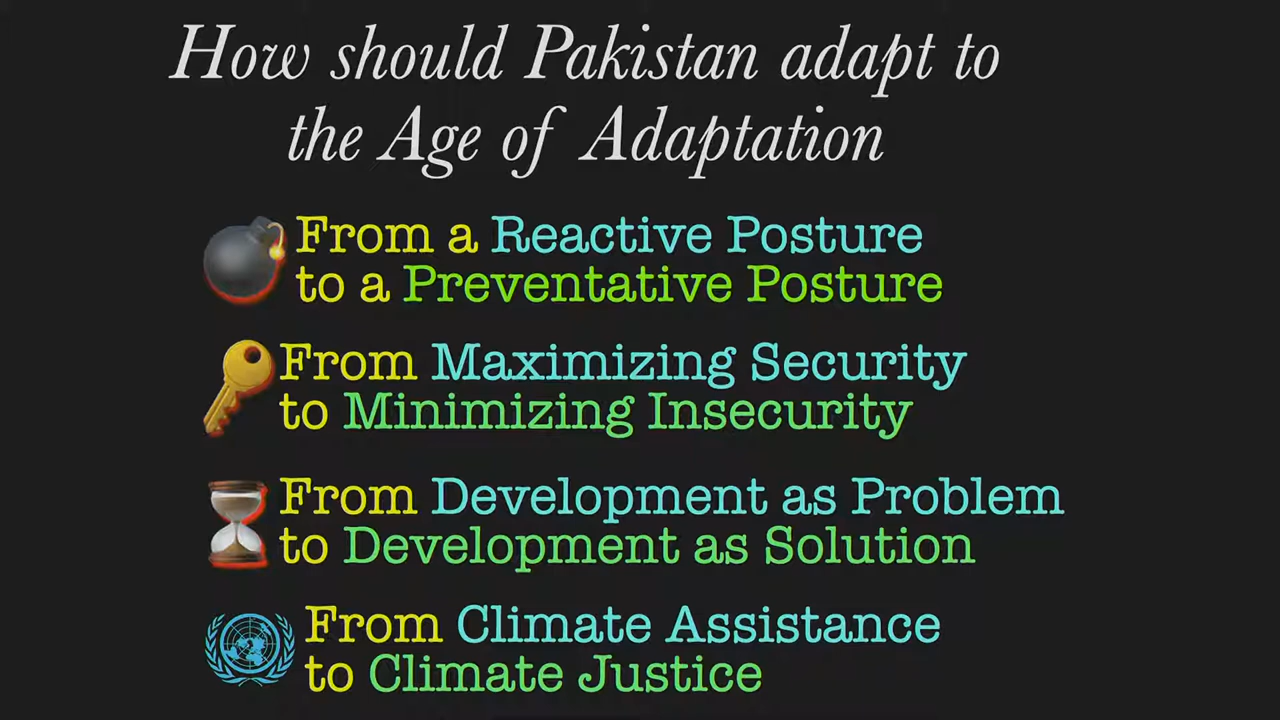 How should Pakistan adapt to
the Age of Adaptation
From a Reactive Posture
to a Preventative Posture
From Maximizing Security
to Minimizing Insecurity
From Development as Problem
to Development as Solution
From Climate Assistance
to Climate Justice